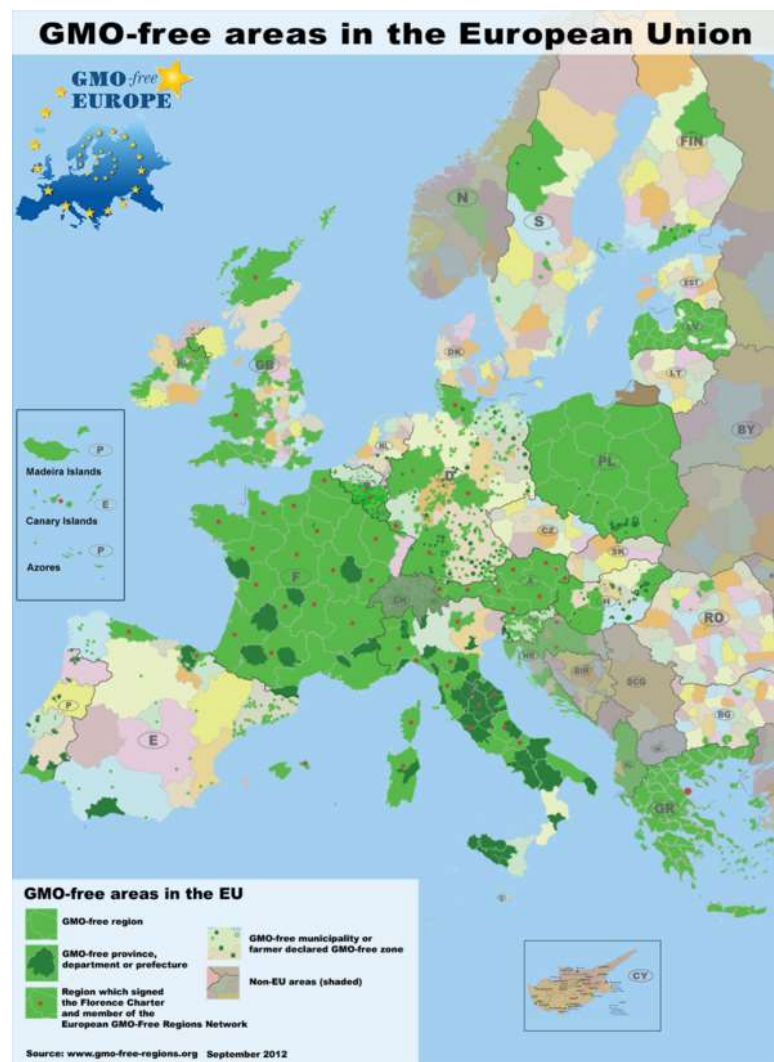 GMO-free areas in the European Union
GMO-free
EUROPE
FIN
N
S
EST
LV
DK
LT
GB
BY
NL
P
Madeira Islands
E
Canary Islands
P
Azores
D
PL
CZ
SK
F
CH
A
H
RO
HR
BIH
SCG
BG
P
E
GR
GMO-free areas in the EU
GMO-free region
GMO-free province,
department or prefecture
Region which signed
the Florence Charter
and member of the
European GMO-Free Regions Network
GMO-free municipality or
farmer declared GMO-free zone
Non-EU areas (shaded)
CY
Source: www.gmo-free-regions.org September 2012